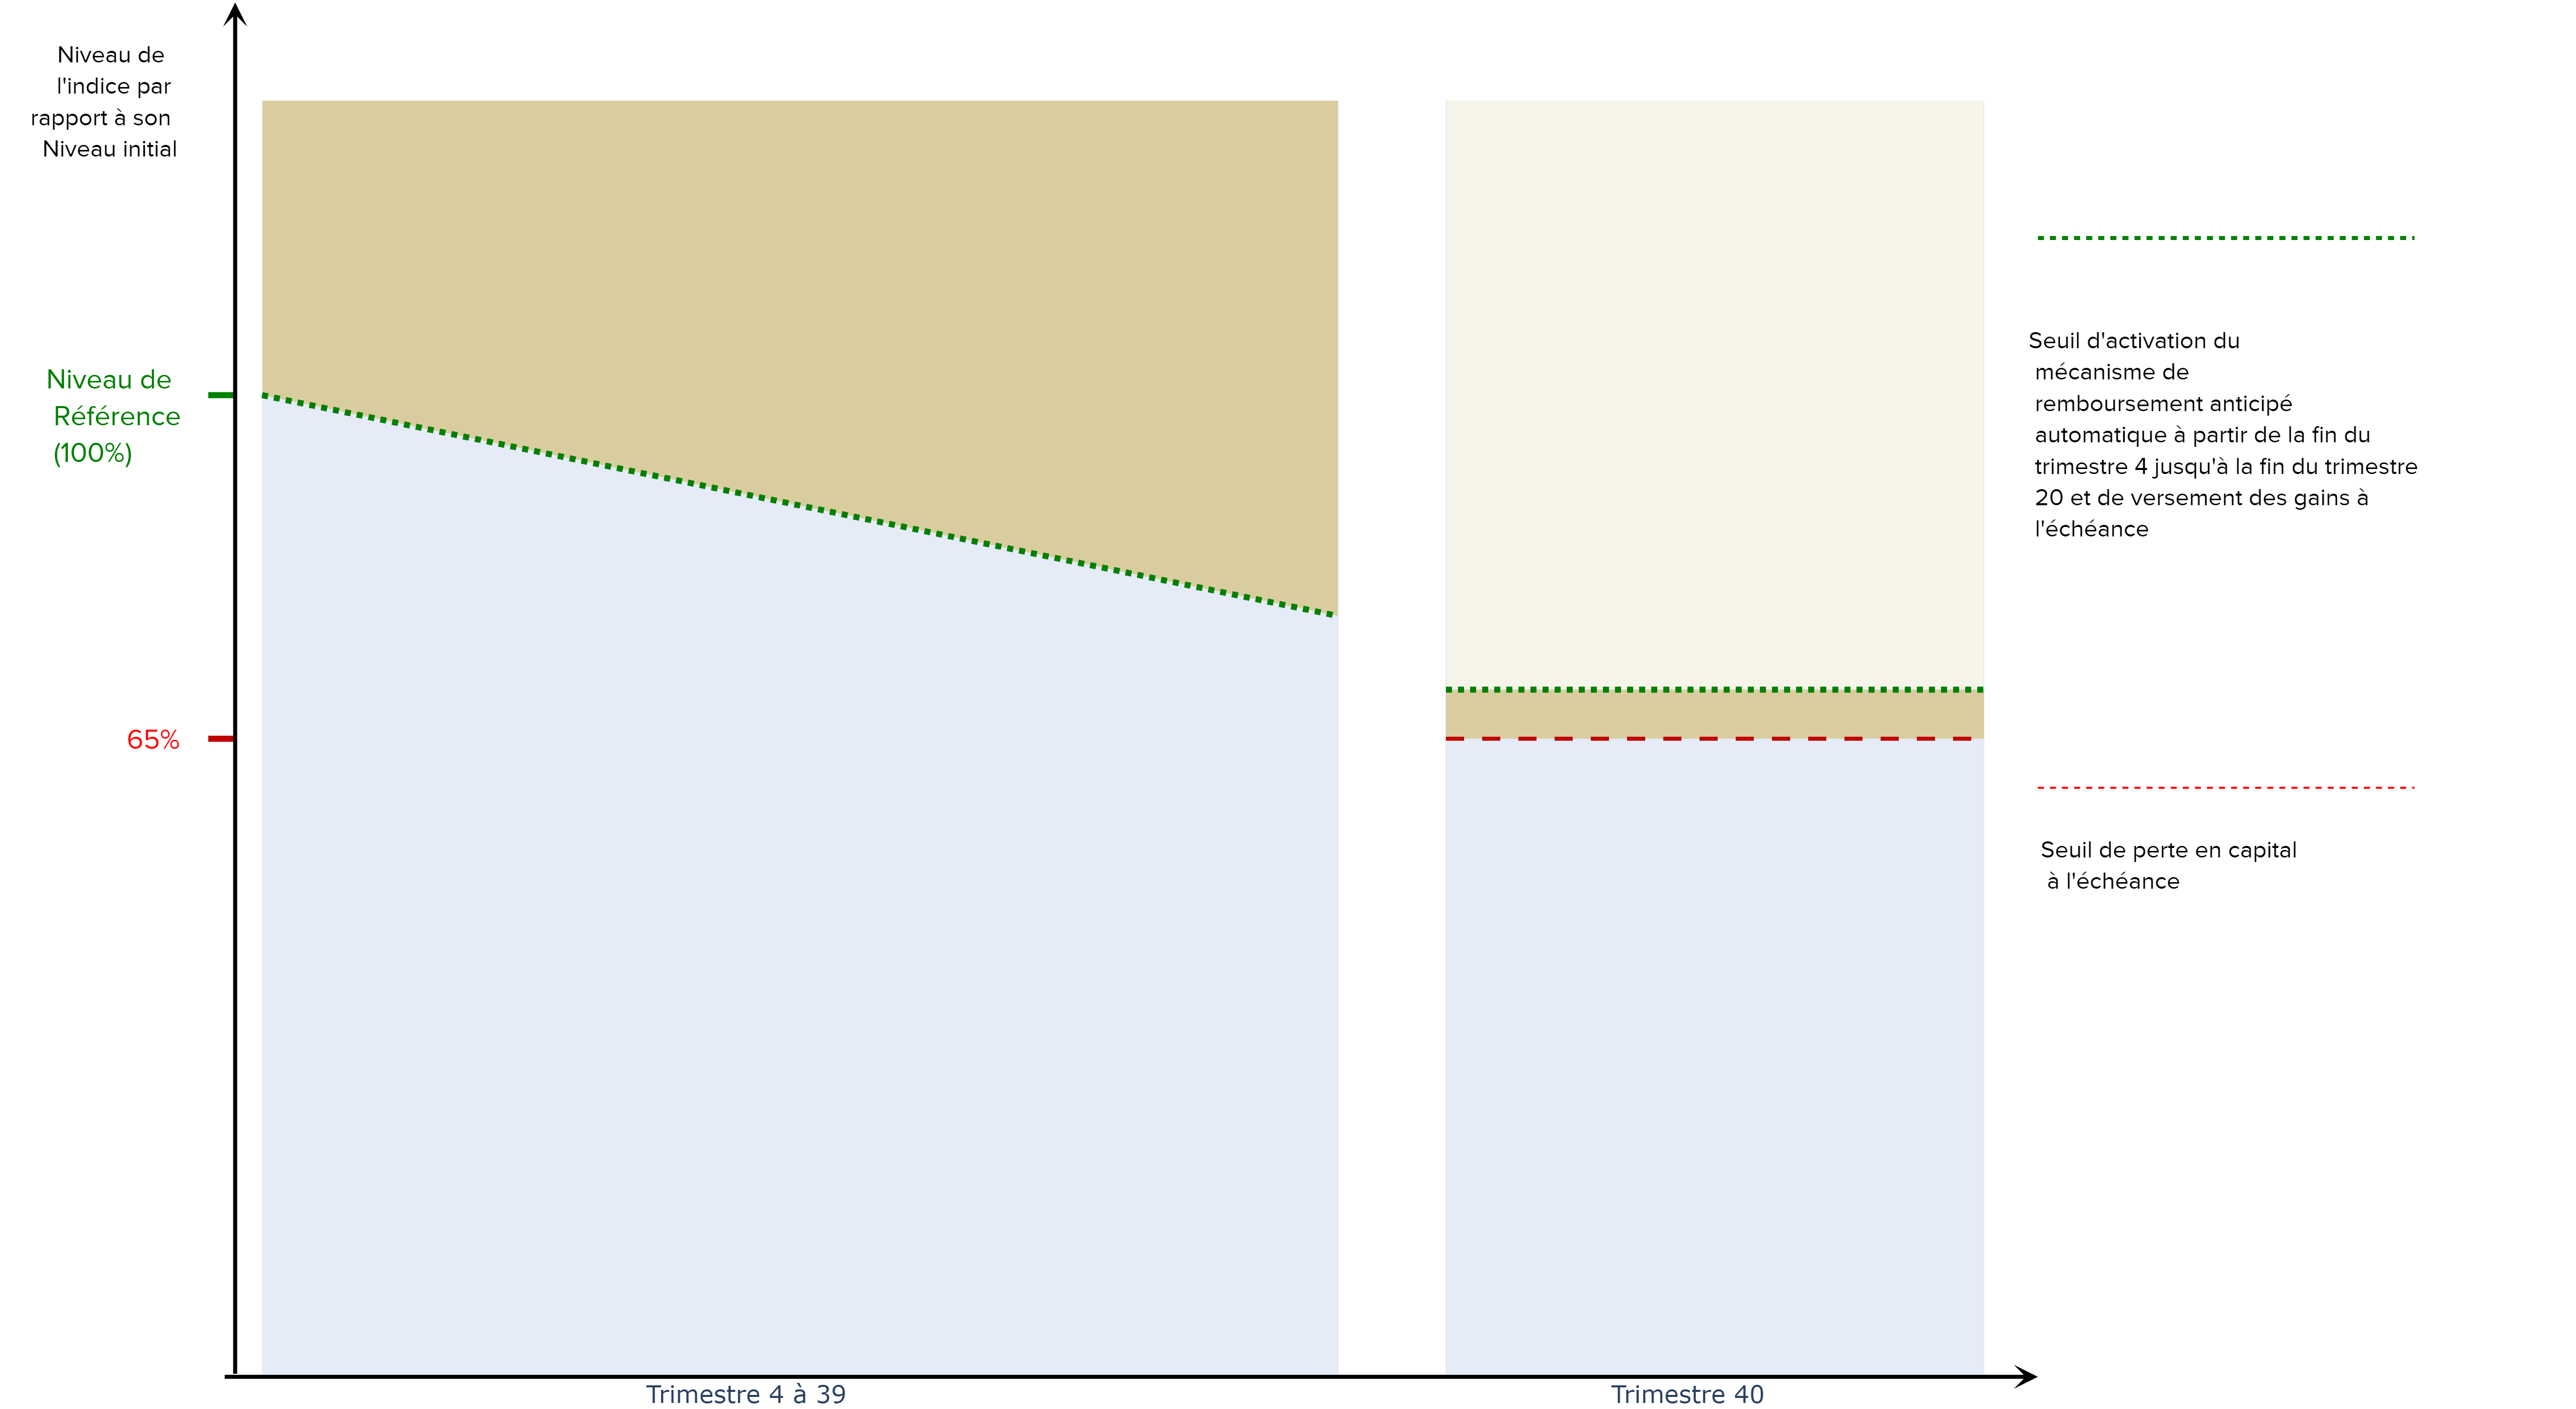 Niveau de
l'indice par
rapport à son
Niveau initial
Niveau de
Référence
(100%)
65%
Seuil d'activation du
mécanisme de
remboursement anticipé
automatique à partir de la fin du
trimestre 4 jusqu'à la fin du trimestre
20 et de versement des gains à
l'échéance
Seuil de perte en capital
à l'échéance
Trimestre 4 à 39
Trimestre 40